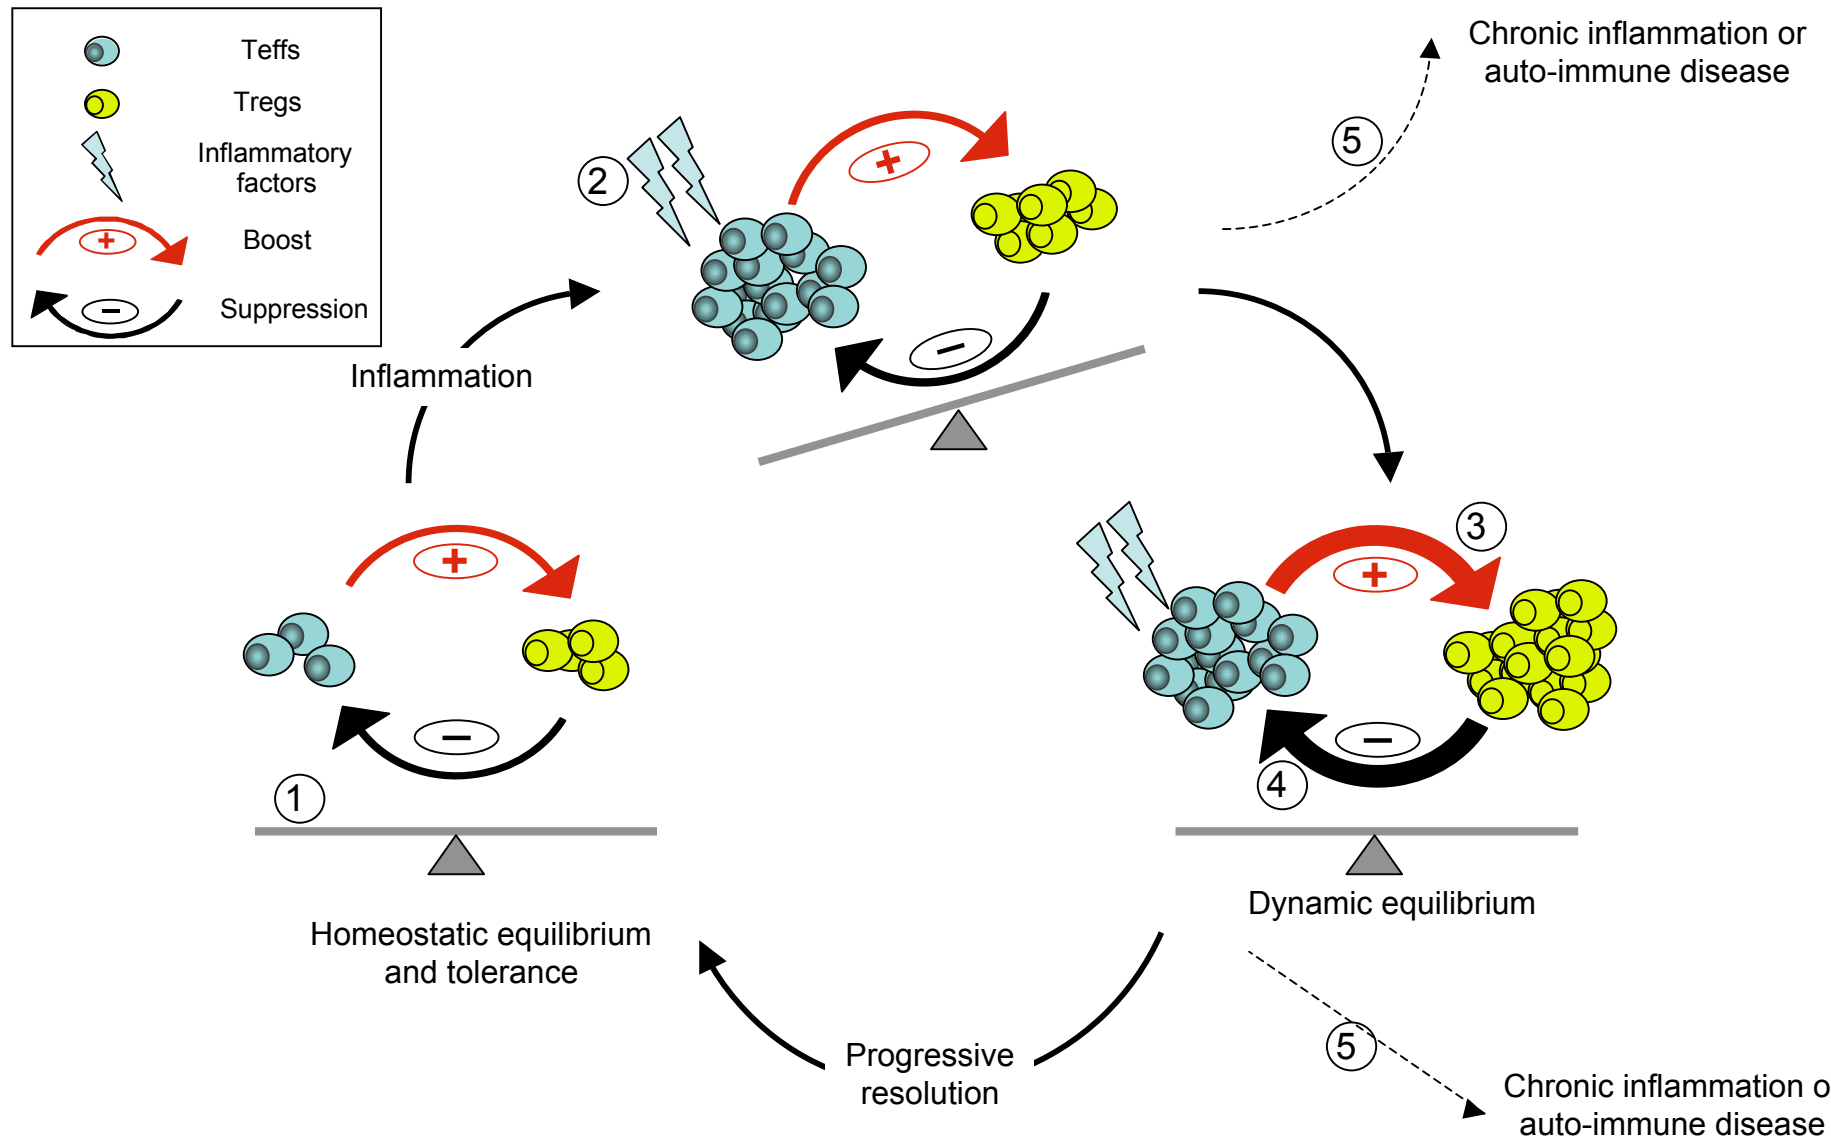 Teffs
Tregs
Inflammatory
factors
+
Boost
−
Suppression
Chronic inflammation or
auto-immune disease
5
2
+
−
Inflammation
3
+
+
−
1
−
4
Homeostatic equilibrium
and tolerance
Dynamic equilibrium
Progressive
resolution
5
Chronic inflammation o
auto-immune disease